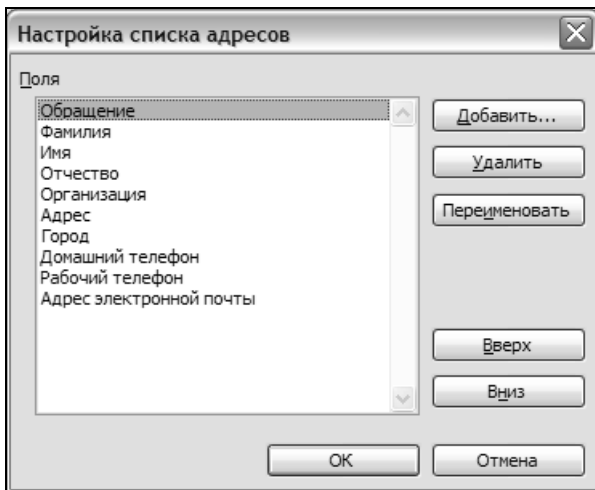 Настройка списка адресов
Поля
Обращение
Фамилия
Имя
Отчество
Организация
Адрес
Город
Домашний телефон
Рабочий телефон
Адрес электронной почты
Добавить...
Удалить
Переименовать
Вверх
Вниз
OK
Отмена